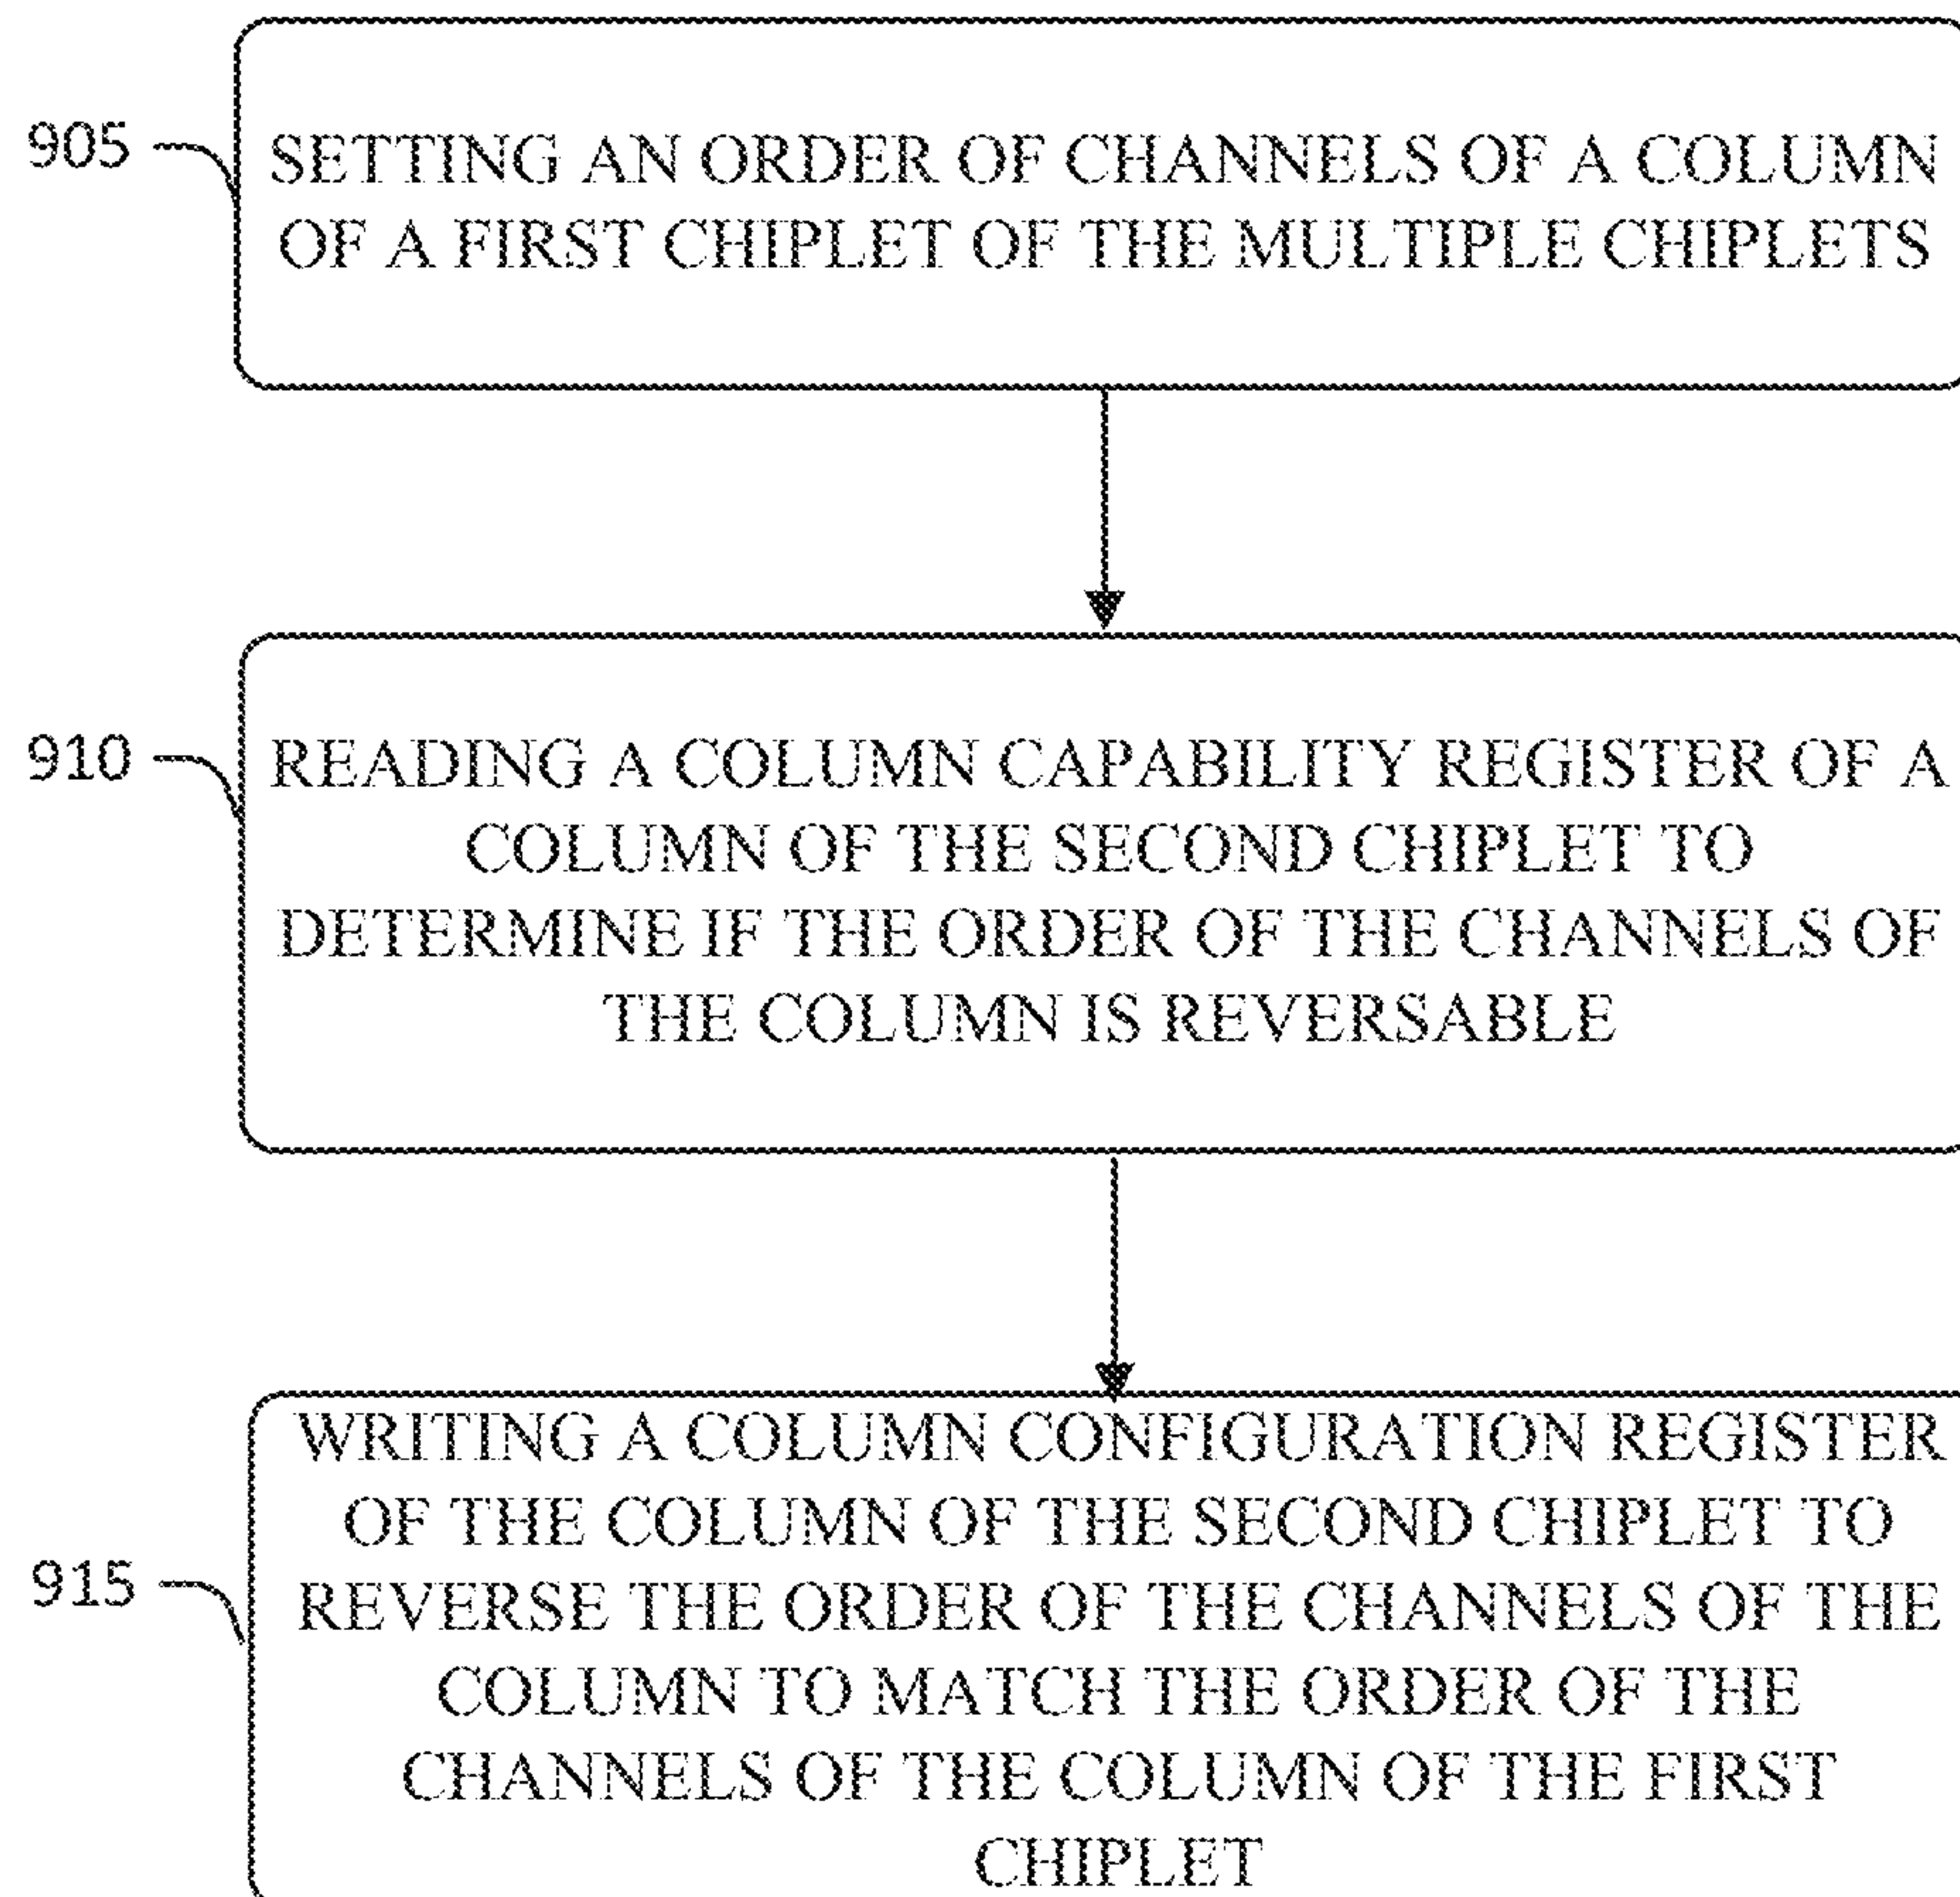 905
SETTING AN ORDER OF CHANNELS OF A COLUMN
OF A FIRST CHIPLET OF THE MULTIPLE CHIPLETS
910
READING A COLUMN CAPABILITY REGISTER OF A
COLUMN OF THE SECOND CHIPLET TO
DETERMINE IF THE ORDER OF THE CHANNELS OF
THE COLUMN IS REVERSABLE
915
WRITING A COLUMN CONFIGURATION REGISTER
OF THE COLUMN OF THE SECOND CHIPLET TO
REVERSE THE ORDER OF THE CHANNELS OF THE
COLUMN TO MATCH THE ORDER OF THE
CHANNELS OF THE COLUMN OF THE FIRST
CHIPLET